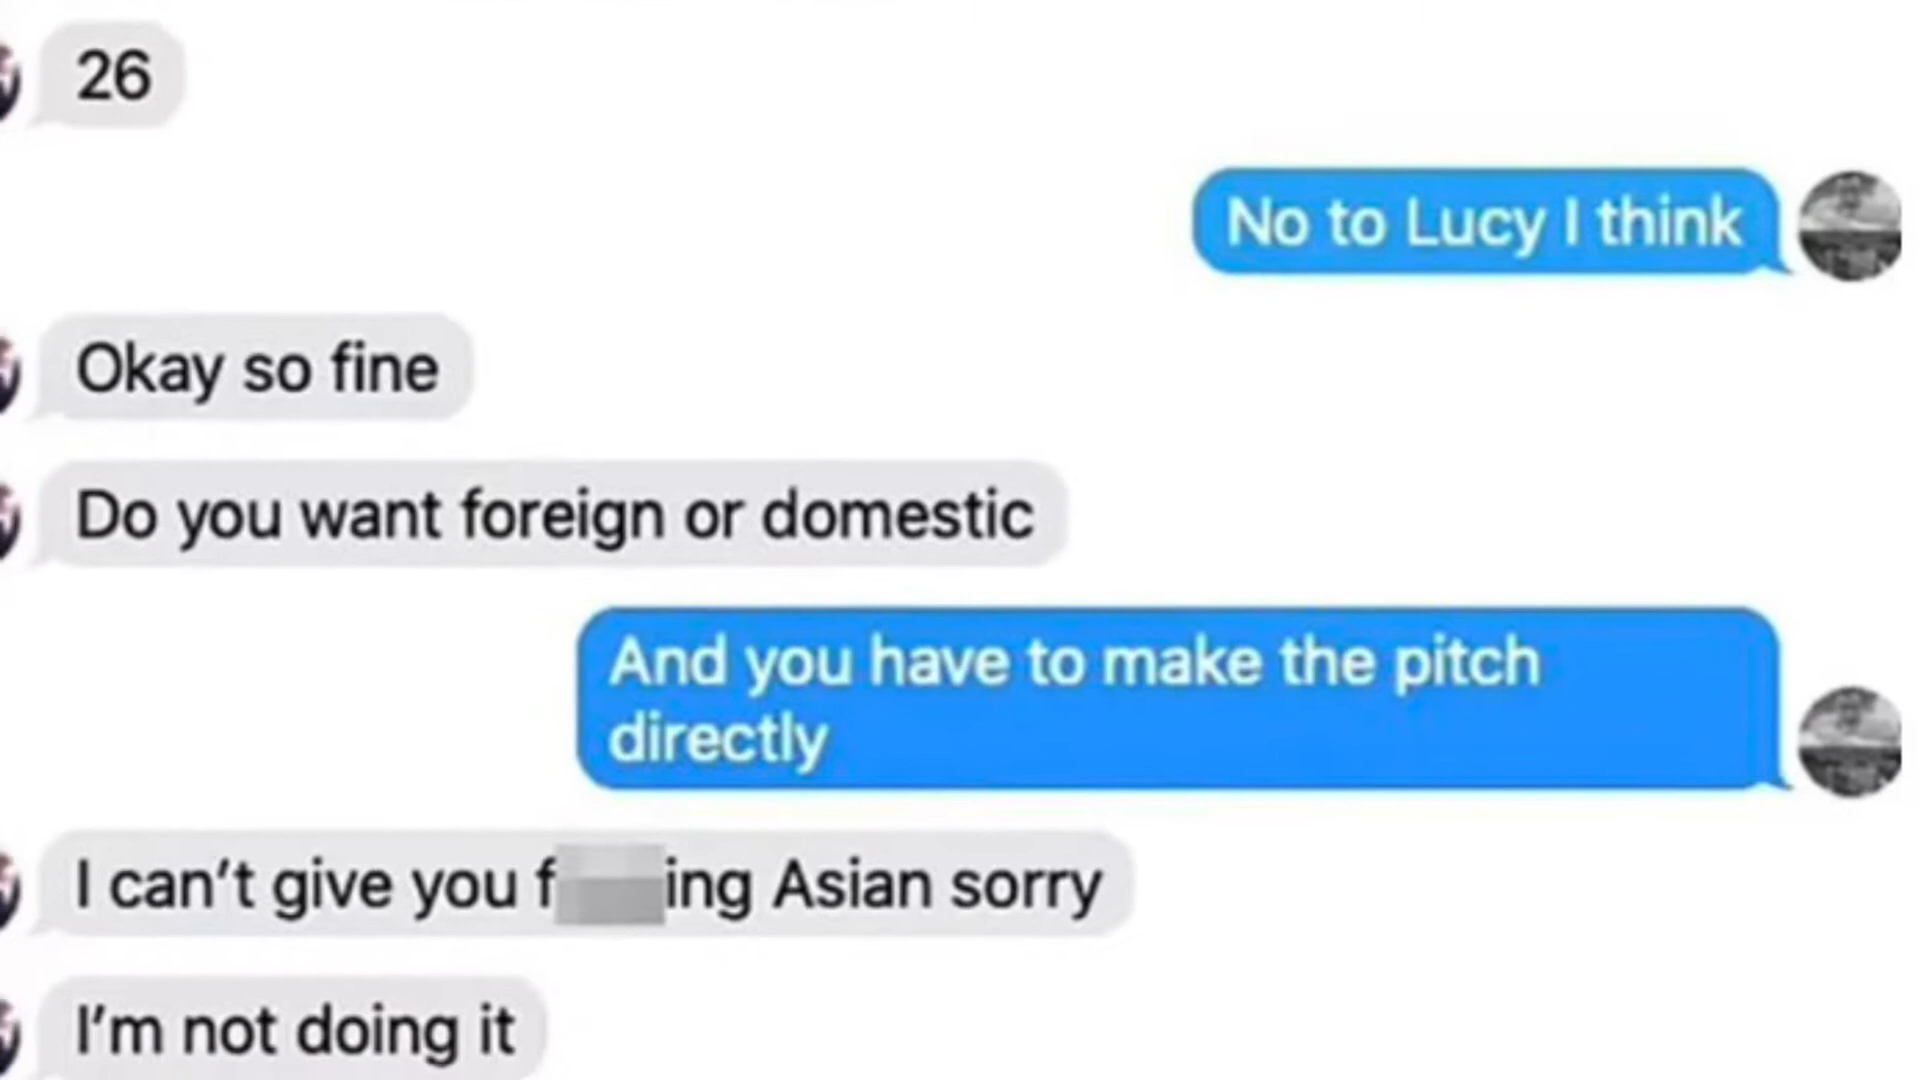 26
No to Lucy I think
Okay so fine
Do you want foreign or domestic
And you have to make the pitch
directly
I can't give you f ing Asian sorry
I'm not doing it